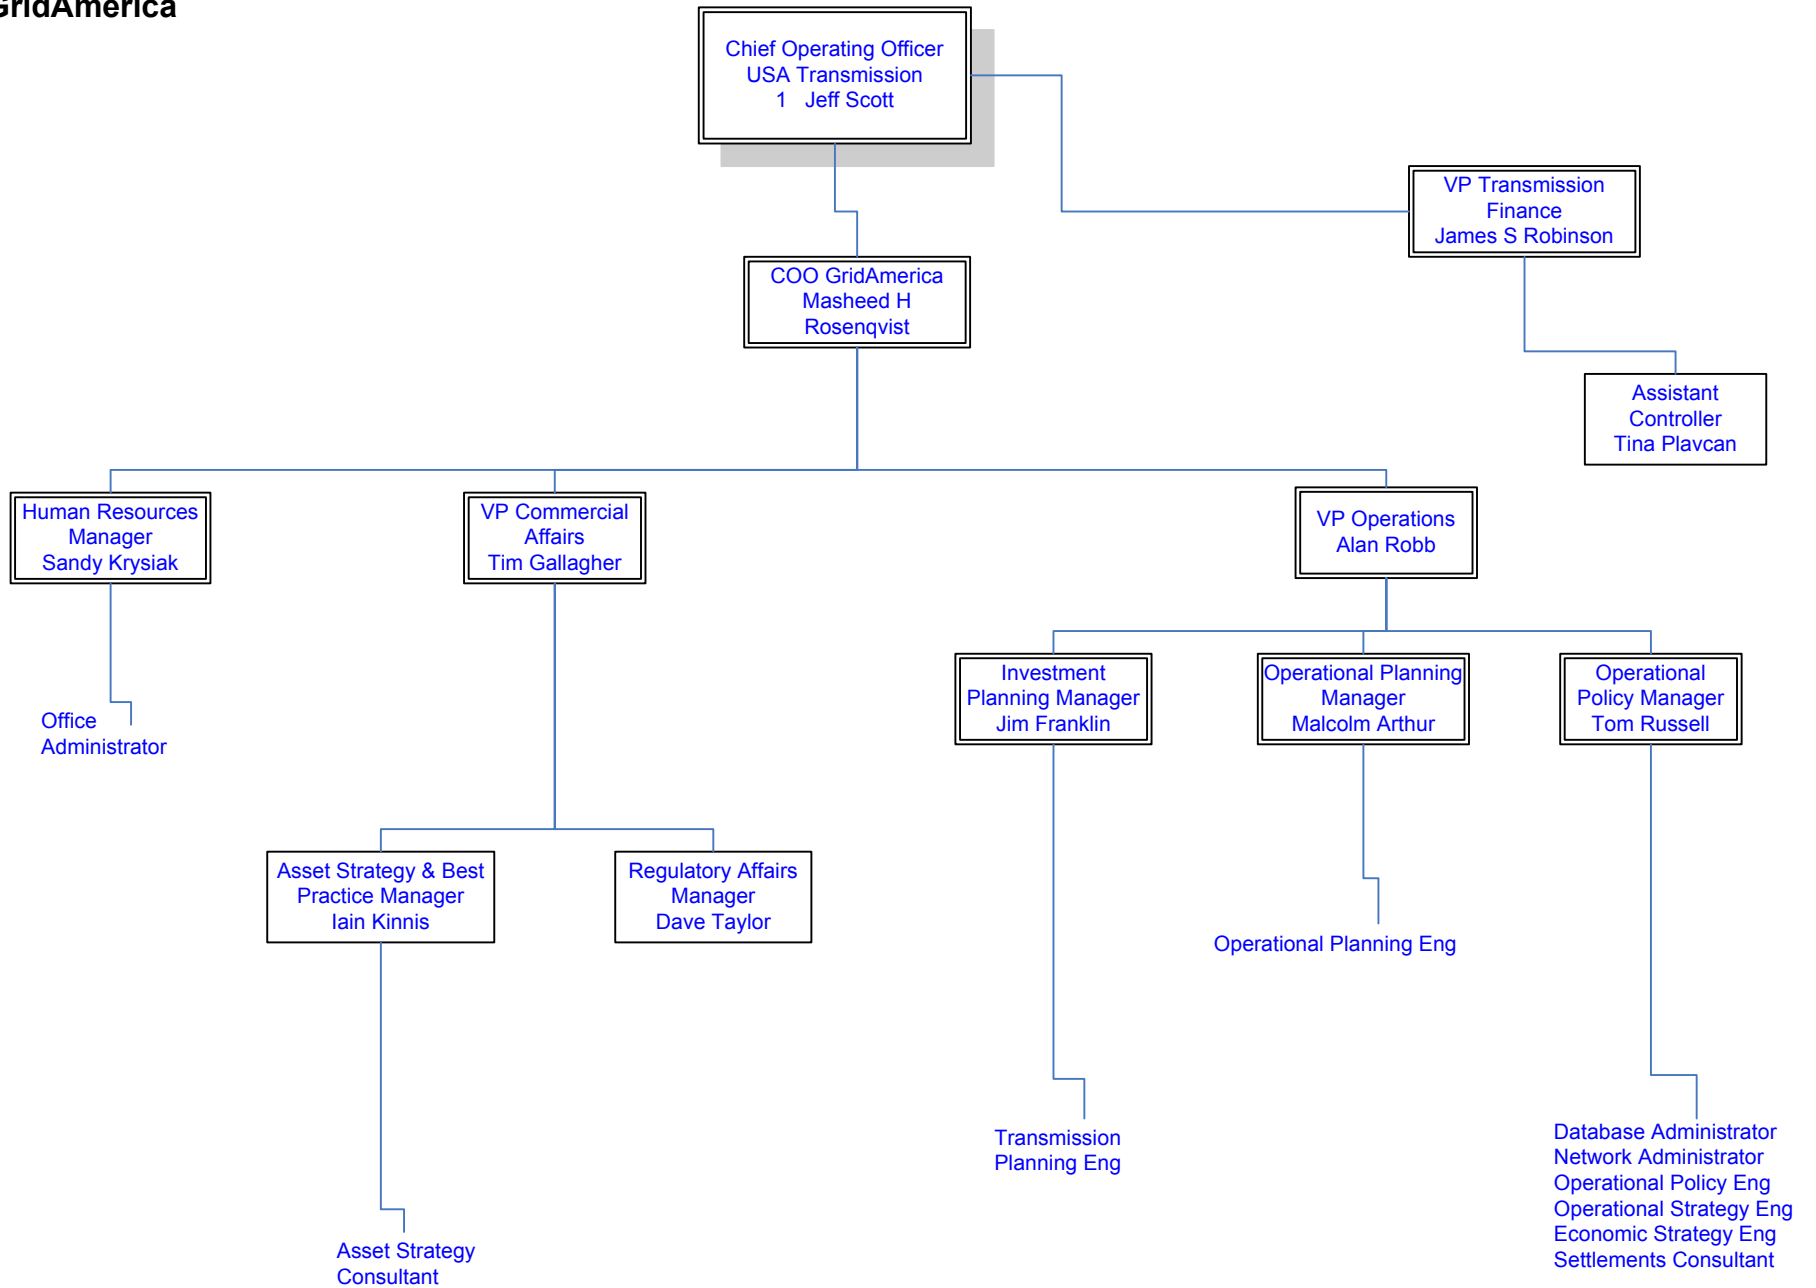 GridAmerica
Chief Operating Officer
USA Transmission
1 Jeff Scott
VP Transmission
Finance
James S Robinson
COO GridAmerica
Masheed H
Rosenqvist
Assistant
Controller
Tina Plavcan
Human Resources
Manager
Sandy Krysiak
VP Commercial
Affairs
Tim Gallagher
VP Operations
Alan Robb
Investment
Planning Manager
Jim Franklin
Operational Planning
Manager
Malcolm Arthur
Operational
Policy Manager
Tom Russell
Office
Administrator
Asset Strategy & Best
Practice Manager
Iain Kinnis
Regulatory Affairs
Manager
Dave Taylor
Operational Planning Eng
Transmission
Planning Eng
Database Administrator
Network Administrator
Operational Policy Eng
Operational Strategy Eng
Economic Strategy Eng
Settlements Consultant
Asset Strategy
Consultant